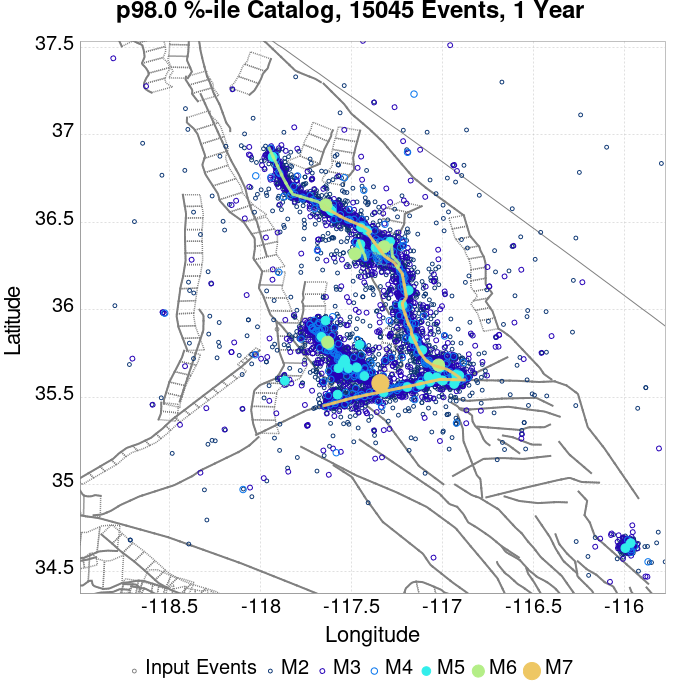 p98.0 %-ile Catalog, 15045 Events, 1 Year
37.5
37
36.5
36
35.5
35
34.5
Latitude
-118.5 -118 -117.5 -117 -116.5 -116
Longitude
Input Events M2 M3 M4 M5 M6 M7